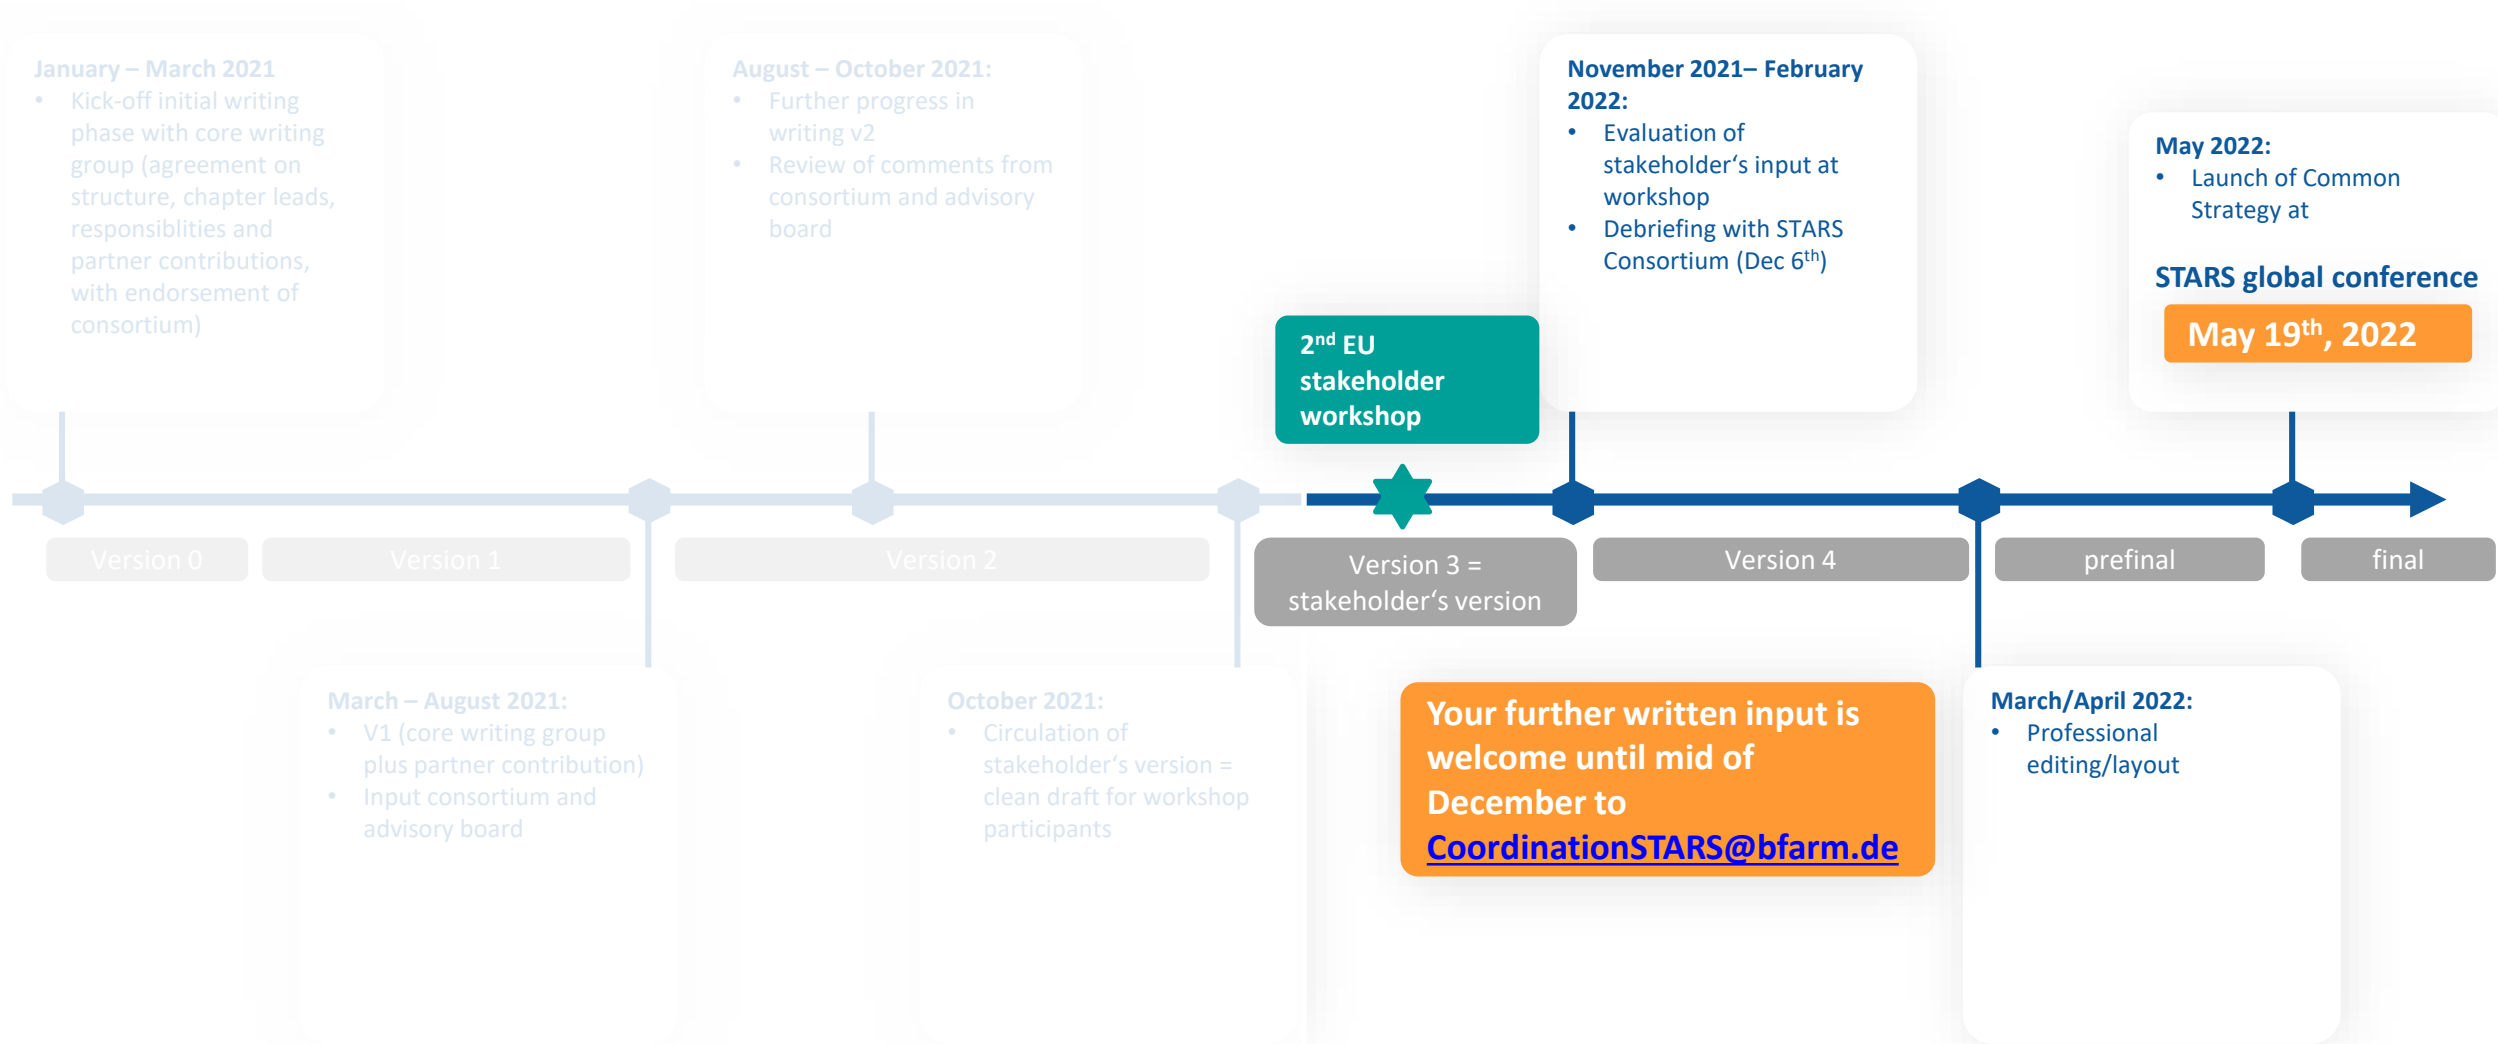 January – March 2021
• Kick-off initial writing
phase with core writing
group (agreement on
structure, chapter leads,
responsiblities and
partner contributions,
with endorsement of
consortium)
August – October 2021:
• Further progress in
writing v2
• Review of comments from
consortium and advisory
board
2nd EU
stakeholder
workshop
November 2021– February
2022:
• Evaluation of
stakeholder‘s input at
workshop
• Debriefing with STARS
Consortium (Dec 6th)
May 2022:
• Launch of Common
Strategy at
STARS global conference
May 19th, 2022
Version 0
Version 1
Version 2
Version 3 =
stakeholder‘s version
Version 4
prefinal
final
March – August 2021:
• V1 (core writing group
plus partner contribution)
• Input consortium and
advisory board
October 2021:
• Circulation of
stakeholder‘s version =
clean draft for workshop
participants
Your further written input is
welcome until mid of
December to
CoordinationSTARS@bfarm.de
March/April 2022:
• Professional
editing/layout